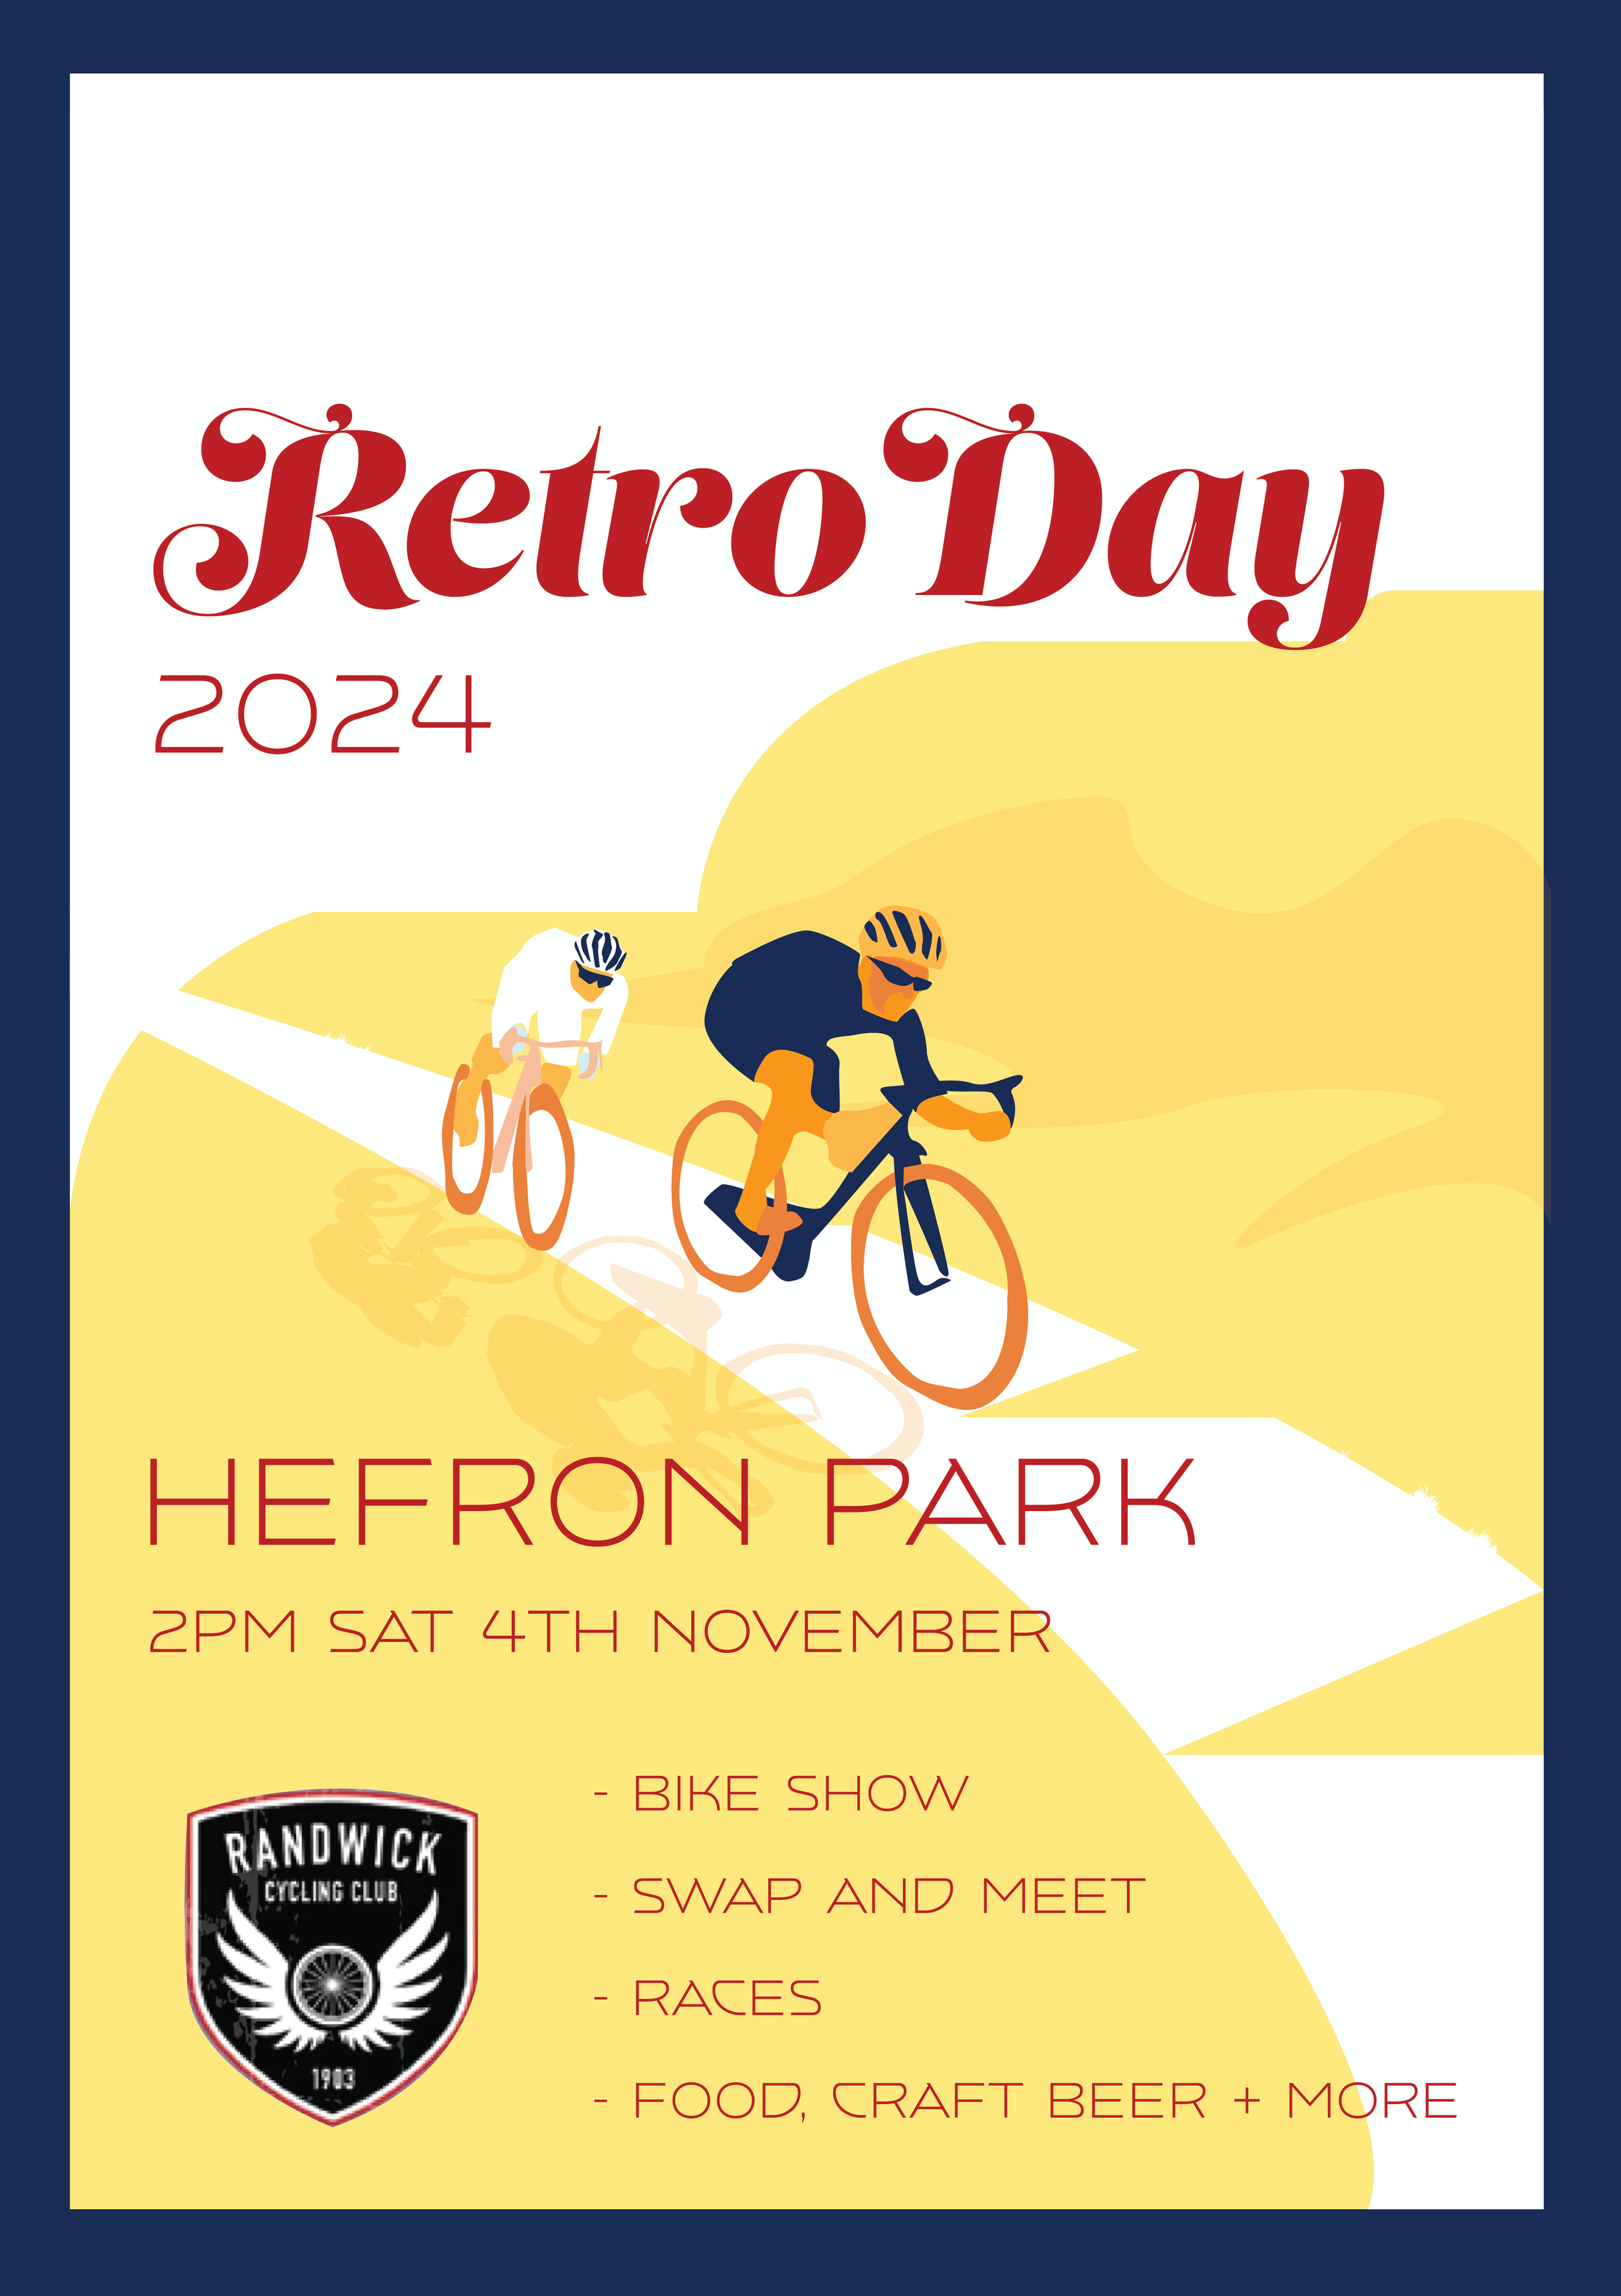 Retro Day
2024
HEFRON PARK
2PM SAT 4TH NOVEMBER
- BIKE SHOW
- SWAP AND MEET
- RACES
- FOOD, CRAFT BEER + MORE
RANDWICK
CYCLING CLUB
1903